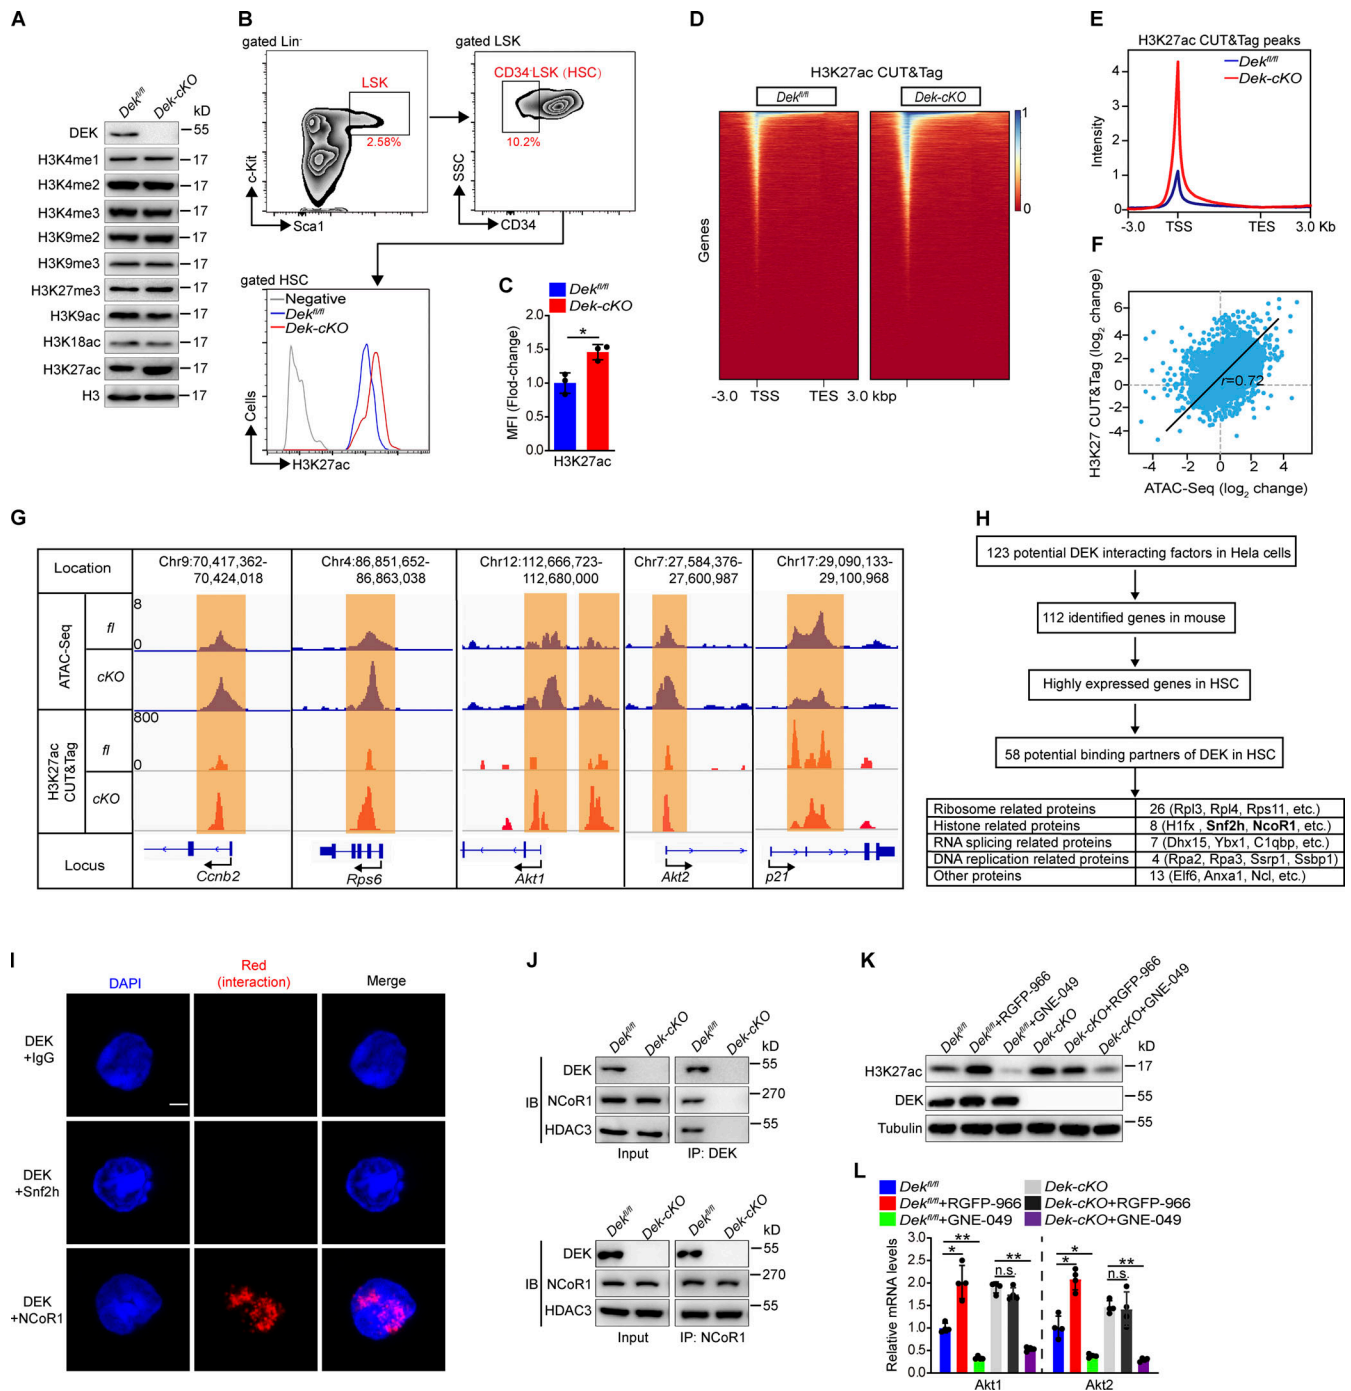 A
Dekfl/fl
Dek-cKO
kD
DEK
55
H3K4me1
17
H3K4me2
17
H3K4me3
17
H3K9me2
17
H3K9me3
17
H3K27me3
17
H3K9ac
17
H3K18ac
17
H3K27ac
17
H3
17
B
gated Lin-
LSK
2.58%
c-Kit
Sca1
gated LSK
CD34-LSK (HSC)
10.2%
SSC
CD34
gated HSC
Negative
Dekfl/fl
Dek-cKO
Cells
H3K27ac
C
Dekfl/fl
Dek-cKO
MFI (Flod-change)
2.0
1.5
1.0
0.5
0.0
*
H3K27ac
D
H3K27ac CUT&Tag
Dekfl/fl
Dek-cKO
1
0
Genes
-3.0 TSS TES 3.0 kbp
E
H3K27ac CUT&Tag peaks
Dekfl/fl
Dek-cKO
Intensity
4
3
2
1
0
-3.0 TSS TES 3.0 Kb
F
H3K27 CUT&Tag (log2 change)
6
4
2
0
-2
-4
r=0.72
-4 -2 0 2 4
ATAC-Seq (log2 change)
G
Location
Chr9:70,417,362-
70,424,018
Chr4:86,851,652-
86,863,038
Chr12:112,666,723-
112,680,000
Chr7:27,584,376-
27,600,987
Chr17:29,090,133-
29,100,968
ATAC-Seq
fl
8
0
cKO
H3K27ac
CUT&Tag
fl
800
0
cKO
Locus
Ccnb2
Rps6
Akt1
Akt2
p21
H
123 potential DEK interacting factors in Hela cells
112 identified genes in mouse
Highly expressed genes in HSC
58 potential binding partners of DEK in HSC
Ribosome related proteins 26 (Rpl3, Rpl4, Rps11, etc.)
Histone related proteins 8 (H1fx , Snf2h, NcoR1, etc.)
RNA splicing related proteins 7 (Dhx15, Ybx1, C1qbp, etc.)
DNA replication related proteins 4 (Rpa2, Rpa3, Ssrp1, Ssbp1)
Other proteins 13 (Elf6, Anxa1, Ncl, etc.)
I
DAPI
Red
(interaction)
Merge
DEK
+IgG
DEK
+Snf2h
DEK
+NCoR1
J
Dekfl/fl
Dek-cKO
Dekfl/fl
Dek-cKO
kD
IB
DEK
55
NCoR1
270
HDAC3
55
Input IP: DEK
Dekfl/fl
Dek-cKO
Dekfl/fl
Dek-cKO
kD
IB
DEK
55
NCoR1
270
HDAC3
55
Input IP: NCoR1
K
Dekfl/fl
Dekfl/fl+RGFP-966
Dekfl/fl+GNE-049
Dek-cKO
Dek-cKO+RGFP-966
Dek-cKO+GNE-049
kD
H3K27ac
17
DEK
55
Tubulin
55
L
Dekfl/fl
Dekfl/fl+RGFP-966
Dekfl/fl+GNE-049
Dek-cKO
Dek-cKO+RGFP-966
Dek-cKO+GNE-049
Relative mRNA levels
2.5
2.0
1.5
1.0
0.5
0.0
**
*
**
n.s.
*
*
**
n.s.
Akt1
Akt2